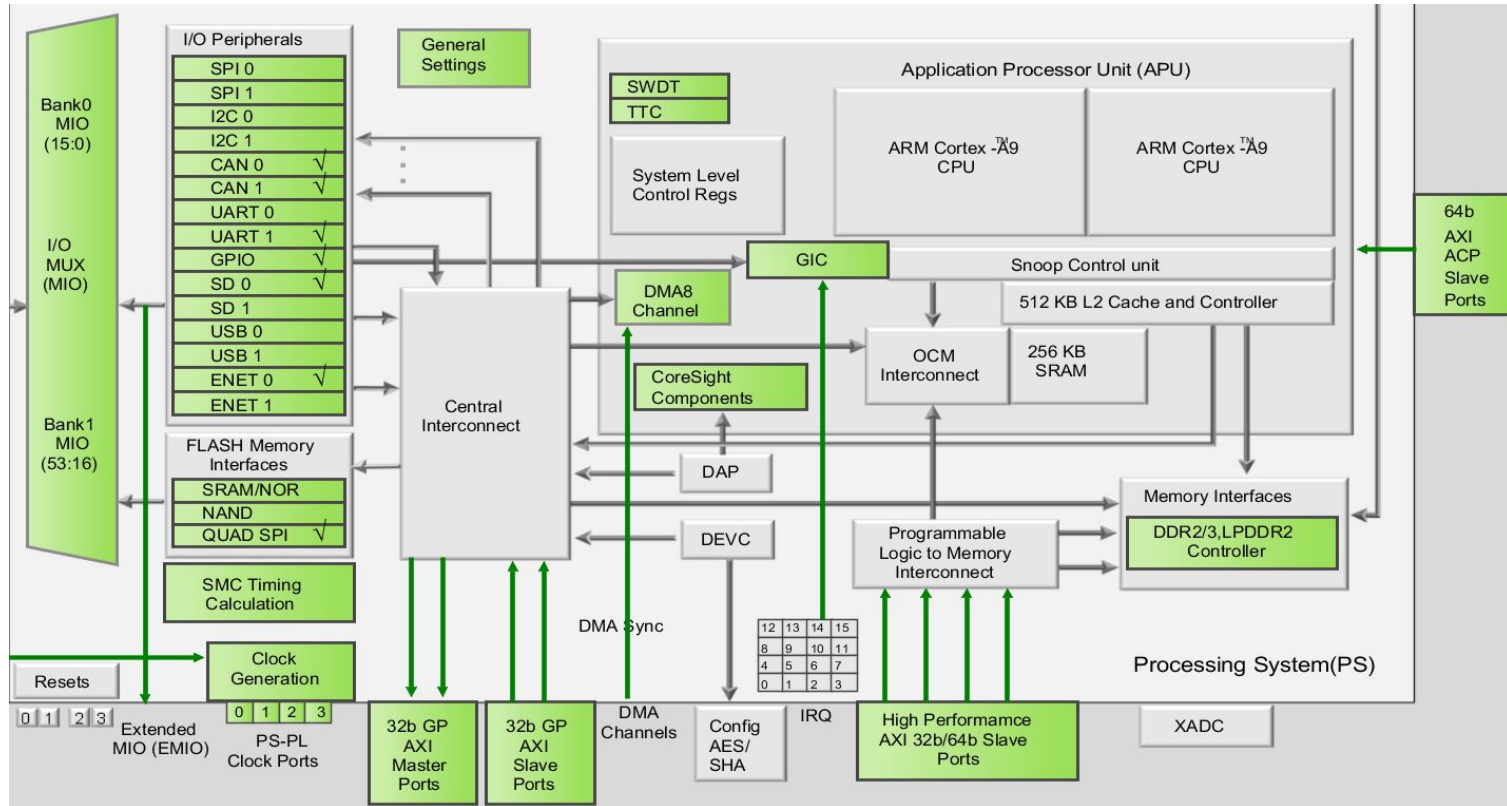 I/O Peripherals
SPI 0
SPI 1
I2C 0
I2C 1
CAN 0 √
CAN 1 √
UART 0
UART 1 √
GPIO √
SD 0 √
SD 1
USB 0
USB 1
ENET 0 √
ENET 1
Bank0
MIO
(15:0)
I/O
MUX
(MIO)
Bank1
MIO
(53:16)
FLASH Memory
Interfaces
SRAM/NOR
NAND
QUAD SPI √
SMC Timing
Calculation
Clock
Generation
0 1 2 3
PS-PL
Clock Ports
Resets
0 1 2 3
Extended
MIO (EMIO)
General
Settings
Central
Interconnect
32b GP
AXI
Master
Ports
32b GP
AXI
Slave
Ports
DMA Sync
DMA
Channels
Application Processor Unit (APU)
SWDT
TTC
System Level
Control Regs
ARM Cortex -A9™
CPU
ARM Cortex -A9™
CPU
GIC
Snoop Control unit
DMA8
Channel
512 KB L2 Cache and Controller
OCM
Interconnect
256 KB
SRAM
CoreSight
Components
DAP
DEVC
Config
AES/
SHA
12 13 14 15
8 9 10 11
4 5 6 7
0 1 2 3
IRQ
Programmable
Logic to Memory
Interconnect
Memory Interfaces
DDR2/3,LPDDR2
Controller
High Performamce
AXI 32b/64b Slave
Ports
Processing System(PS)
XADC
64b
AXI
ACP
Slave
Ports